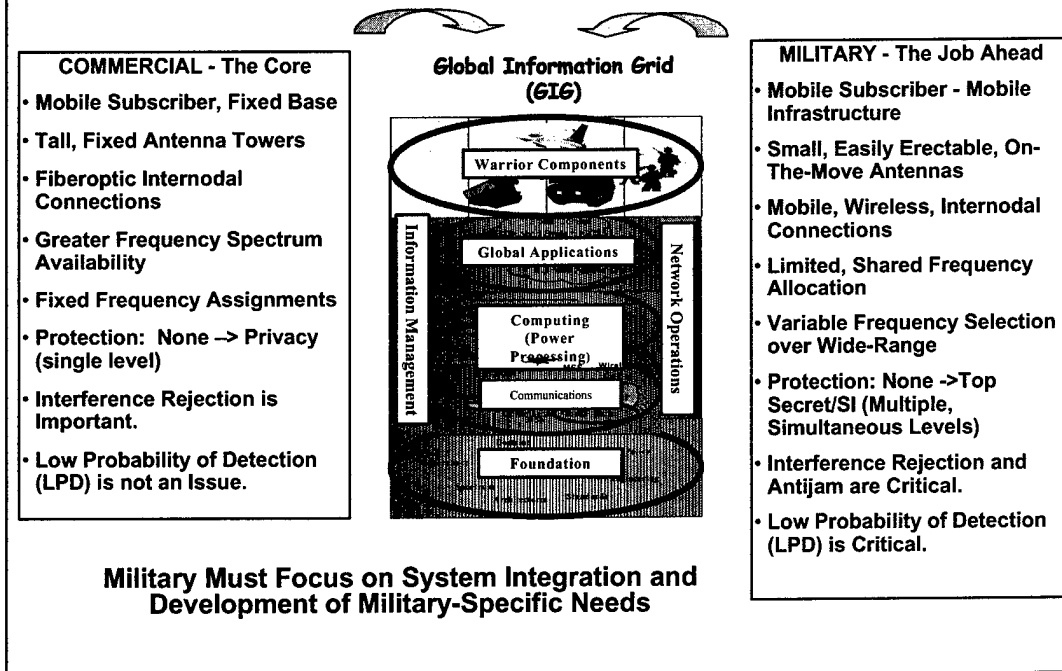 COMMERCIAL - The Core
• Mobile Subscriber, Fixed Base
• Tall, Fixed Antenna Towers
• Fiberoptic Internodal
Connections
• Greater Frequency Spectrum
Availability
• Fixed Frequency Assignments
• Protection: None --> Privacy
(single level)
• Interference Rejection is
Important.
• Low Probability of Detection
(LPD) is not an Issue.
Global Information Grid
(GIG)
Warrior Components
Information Management
Global Applications
Computing
(Power
Processing)
Communications
Foundation
Network Operations
MILITARY - The Job Ahead
• Mobile Subscriber - Mobile
Infrastructure
• Small, Easily Erectable, On-
The-Move Antennas
• Mobile, Wireless, Internodal
Connections
• Limited, Shared Frequency
Allocation
• Variable Frequency Selection
over Wide-Range
• Protection: None ->Top
Secret/SI (Multiple,
Simultaneous Levels)
• Interference Rejection and
Antijam are Critical.
• Low Probability of Detection
(LPD) is Critical.
Military Must Focus on System Integration and
Development of Military-Specific Needs